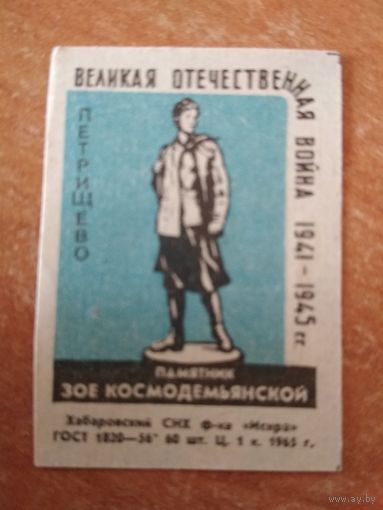 ВЕЛИКАЯ ОТЕЧЕСТВЕННАЯ ВОЙНА 1941-1945 гг.
ПЕТРИЩЕВО
ПАМЯТНИК
ЗОЕ КОСМОДЕМЬЯНСКОЙ
Хабаровский СНХ ф-ка «Искра»
ГОСТ 1820-56 60 шт. Ц. 1 к. 1965 г.
www.ay.by